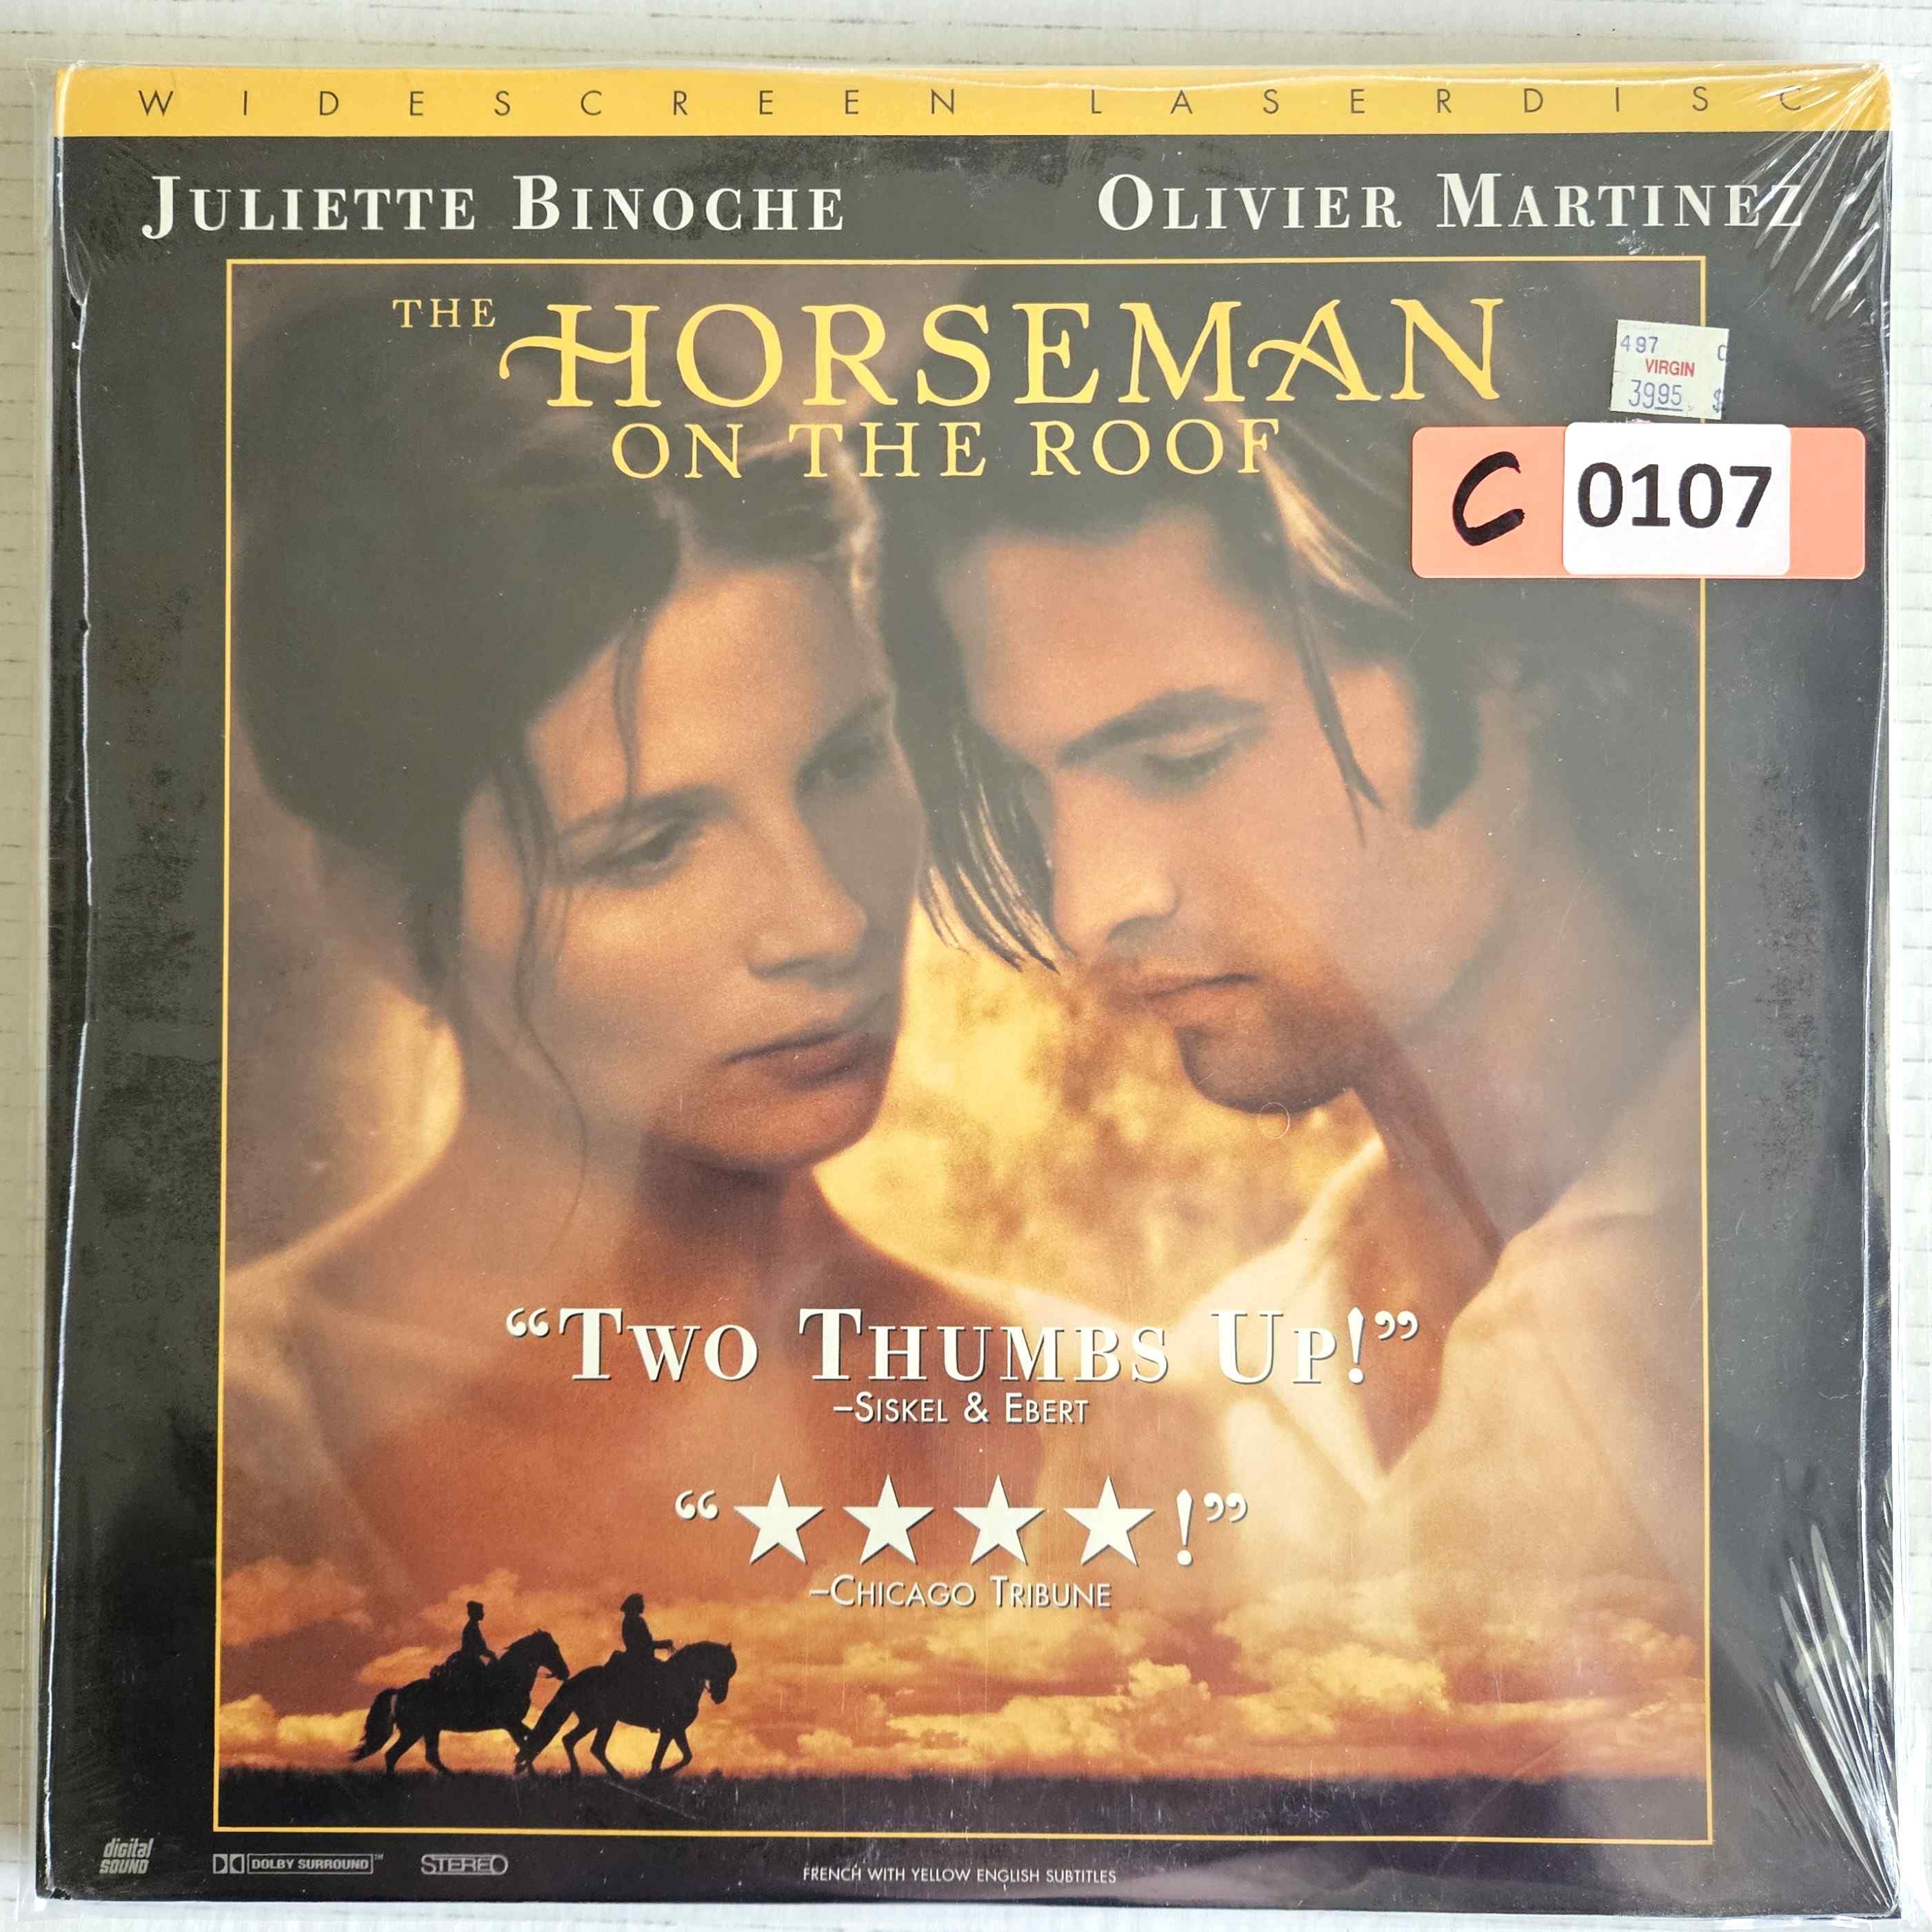 WIDESCREEN LASERDISC
JULIETTE BINOCHE OLIVIER MARTINEZ
THE HORSEMAN
ON THE ROOF
497
VIRGIN
3995 $
C 0107
“TWO THUMBS UP!”
–SISKEL & EBERT
“★★★★!”
–CHICAGO TRIBUNE
digital SOUND
DOLBY SURROUND™ STEREO
FRENCH WITH YELLOW ENGLISH SUBTITLES